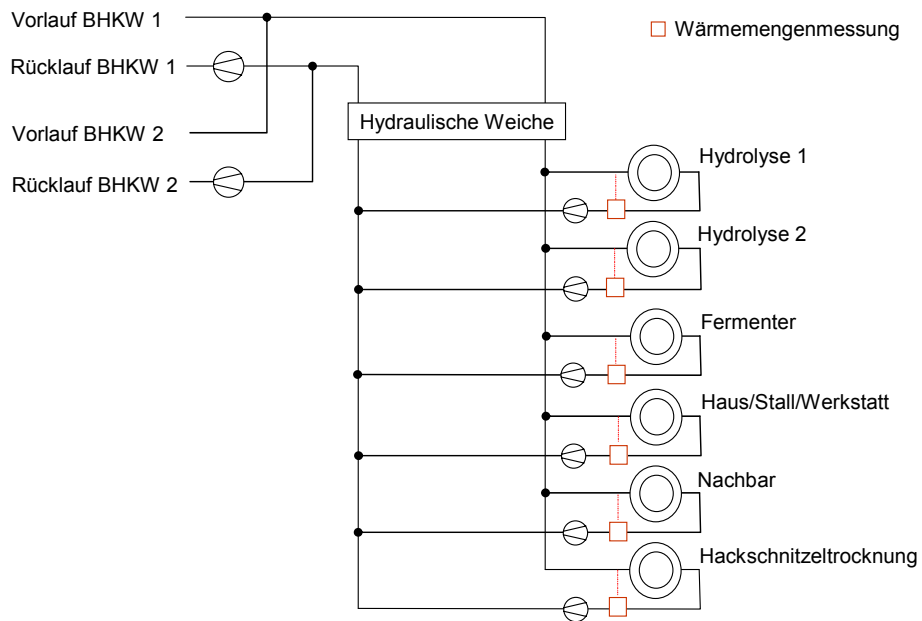 Vorlauf BHKW 1
Wärmemengenmessung
Rücklauf BHKW 1
Hydraulische Weiche
Vorlauf BHKW 2
Rücklauf BHKW 2
Hydrolyse 1
Hydrolyse 2
Fermenter
Haus/Stall/Werkstatt
Nachbar
Hackschnitzeltrocknung